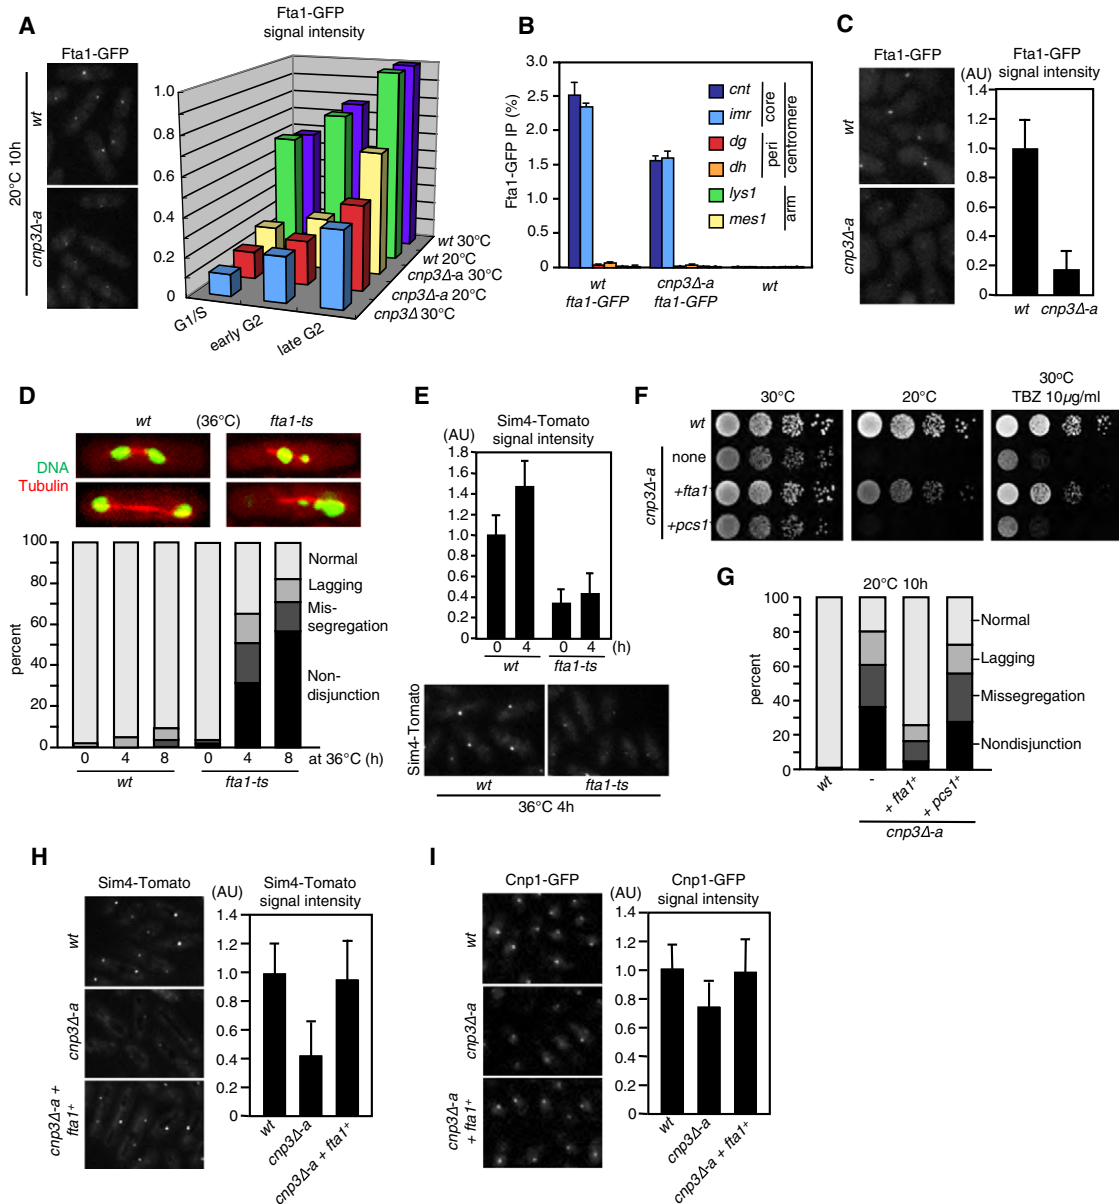 A
Fta1-GFP
20°C 10h
wt
cnp3Δ-a
Fta1-GFP
signal intensity
1.0
0.8
0.6
0.4
0.2
0
G1/S
early G2
late G2
wt 30°C
wt 20°C
cnp3Δ-a 30°C
cnp3Δ-a 20°C
cnp3Δ 30°C
B
Fta1-GFP IP (%)
3.0
2.5
2.0
1.5
1.0
0.5
0
cnt
imr
dg
dh
lys1
mes1
core
peri
centromere
arm
wt
fta1-GFP
cnp3Δ-a
fta1-GFP
wt
C
Fta1-GFP
wt
cnp3Δ-a
(AU)
Fta1-GFP
signal intensity
1.4
1.2
1.0
0.8
0.6
0.4
0.2
0
wt
cnp3Δ-a
D
wt
(36°C)
fta1-ts
DNA
Tubulin
percent
100
80
60
40
20
0
Normal
Lagging
Mis-
segregation
Non-
disjunction
0 4 8 0 4 8 at 36°C (h)
wt
fta1-ts
E
(AU)
Sim4-Tomato
signal intensity
1.8
1.6
1.4
1.2
1.0
0.8
0.6
0.4
0.2
0
0 4 0 4 (h)
wt
fta1-ts
Sim4-Tomato
wt
fta1-ts
36°C 4h
F
30°C
20°C
30°C
TBZ 10µg/ml
wt
none
+fta1⁺
+pcs1⁺
cnp3Δ-a
G
20°C 10h
percent
100
80
60
40
20
0
Normal
Lagging
Missegregation
Nondisjunction
wt
-
+ fta1⁺
+ pcs1⁺
cnp3Δ-a
H
Sim4-Tomato
wt
cnp3Δ-a
cnp3Δ-a +
fta1⁺
(AU)
Sim4-Tomato
signal intensity
1.4
1.2
1.0
0.8
0.6
0.4
0.2
0
wt
cnp3Δ-a
cnp3Δ-a + fta1⁺
I
Cnp1-GFP
wt
cnp3Δ-a
cnp3Δ-a
+ fta1⁺
(AU)
Cnp1-GFP
signal intensity
1.4
1.2
1.0
0.8
0.6
0.4
0.2
0
wt
cnp3Δ-a
cnp3Δ-a + fta1⁺